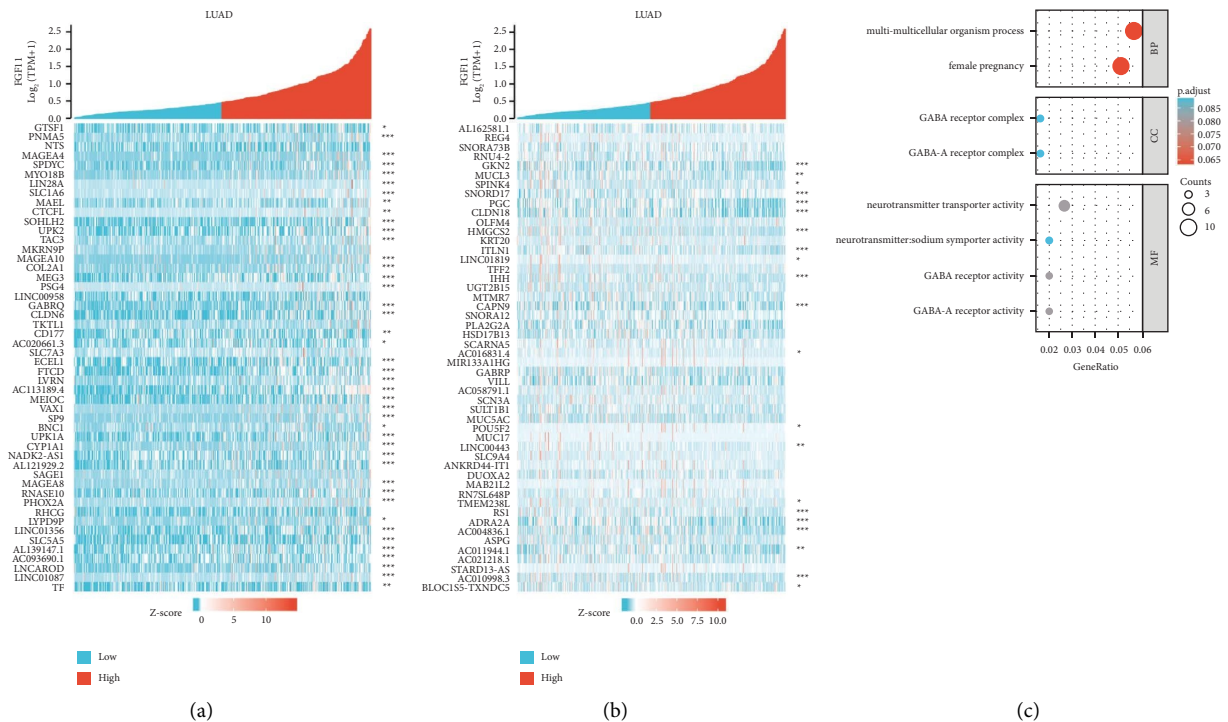 LUAD
FGF11
Log2 (TPM+1)
2.5
2.0
1.5
1.0
0.5
0.0
GTSF1 *
PNMA5 ***
NTS
MAGEA4 ***
SPDYC ***
MYO18B ***
LIN28A ***
SLC1A6 ***
MAEL **
CTCFL **
SOHLH2 ***
UPK2 ***
TAC3 ***
MKRN9P
MAGEA10 ***
COL2A1 ***
MEG3 ***
PSG4 ***
LINC00958
GABRQ ***
CLDN6 ***
TKTL1
CD177 **
AC020661.3 *
SLC7A3
ECEL1 ***
FTCD ***
LVRN ***
AC113189.4 ***
MEIOC ***
VAX1 ***
SP9 ***
BNC1 *
UPK1A ***
CYP1A1 ***
NADK2-AS1 ***
AL121929.2 ***
SAGE1
MAGEA8 ***
RNASE10 ***
PHOX2A ***
RHCG
LYPD9P *
LINC01356 ***
SLC5A5 ***
AL139147.1 ***
AC093690.1 ***
LNCAROD ***
LINC01087 ***
TF **
Z-score
0 5 10
Low
High
(a)
LUAD
FGF11
Log2 (TPM+1)
2.5
2.0
1.5
1.0
0.5
0.0
AL162581.1
REG4
SNORA73B
RNU4-2
GKN2 ***
MUCL3 **
SPINK4 *
SNORD17 ***
PGC ***
CLDN18 ***
OLFM4
HMGCS2 ***
KRT20
ITLN1 ***
LINC01819 *
TFF2
IHH ***
UGT2B15
MTMR7
CAPN9 ***
SNORA12
PLA2G2A
HSD17B13
SCARNA5
AC016831.4 *
MIR133A1HG
GABRP
VILL
AC058791.1
SCN3A
SULT1B1
MUC5AC
POU5F2 *
MUC17
LINC00443 **
SLC9A4
ANKRD44-IT1
DUOXA2
MAB21L2
RN7SL648P
TMEM238L *
RS1 ***
ADRA2A ***
AC004836.1 ***
ASPG
AC011944.1 **
AC021218.1
STARD13-AS
AC010998.3 ***
BLOC1S5-TXNDC5 *
Z-score
0.0 2.5 5.0 7.5 10.0
Low
High
(b)
multi-multicellular organism process
female pregnancy
BP
GABA receptor complex
GABA-A receptor complex
CC
neurotransmitter transporter activity
neurotransmitter:sodium symporter activity
GABA receptor activity
GABA-A receptor activity
MF
0.02 0.03 0.04 0.05 0.06
GeneRatio
p.adjust
0.085
0.080
0.075
0.070
0.065
Counts
3
6
10
(c)